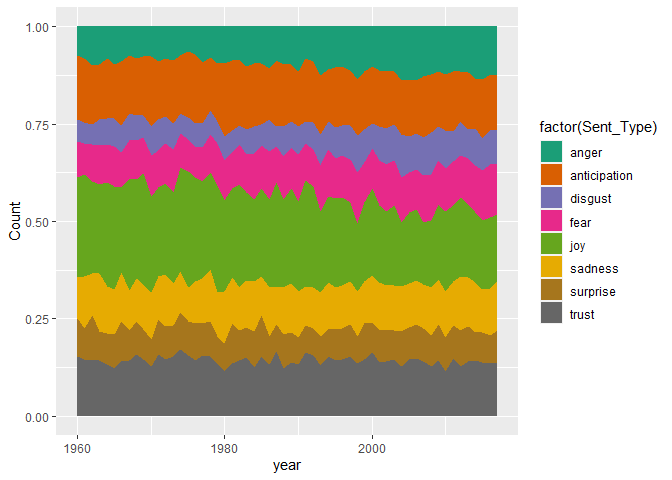 1.00
0.75
0.50
0.25
0.00
Count
1960
1980
2000
year
factor(Sent_Type)
anger
anticipation
disgust
fear
joy
sadness
surprise
trust